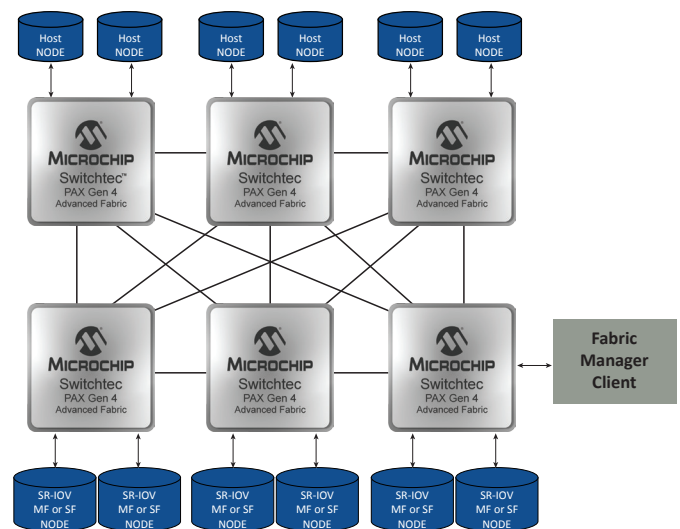 Host
NODE
Host
NODE
Host
NODE
Host
NODE
Host
NODE
Host
NODE
MICROCHIP
Switchtec™
PAX Gen 4
Advanced Fabric
MICROCHIP
Switchtec
PAX Gen 4
Advanced Fabric
MICROCHIP
Switchtec
PAX Gen 4
Advanced Fabric
MICROCHIP
Switchtec
PAX Gen 4
Advanced Fabric
MICROCHIP
Switchtec
PAX Gen 4
Advanced Fabric
MICROCHIP
Switchtec
PAX Gen 4
Advanced Fabric
Fabric
Manager
Client
SR-IOV
MF or SF
NODE
SR-IOV
MF or SF
NODE
SR-IOV
MF or SF
NODE
SR-IOV
MF or SF
NODE
SR-IOV
MF or SF
NODE
SR-IOV
MF or SF
NODE